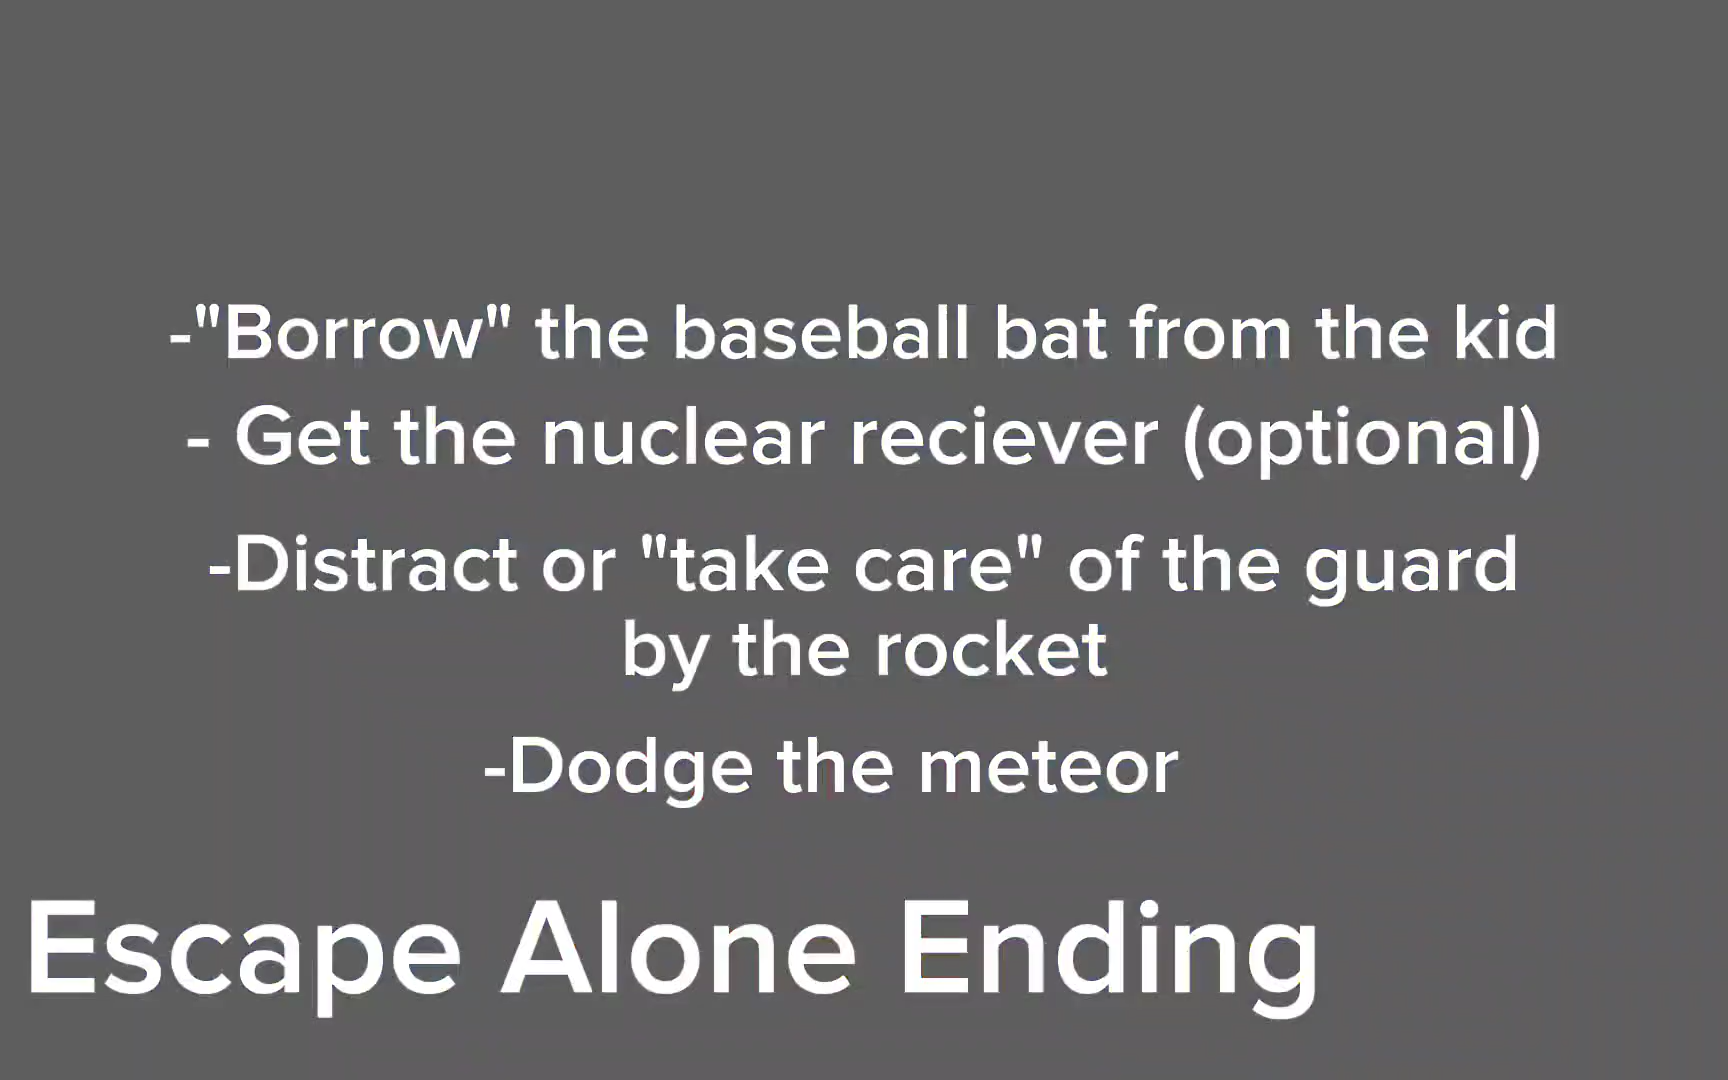 -"Borrow" the baseball bat from the kid
- Get the nuclear reciever (optional)
-Distract or "take care" of the guard
by the rocket
-Dodge the meteor
Escape Alone Ending